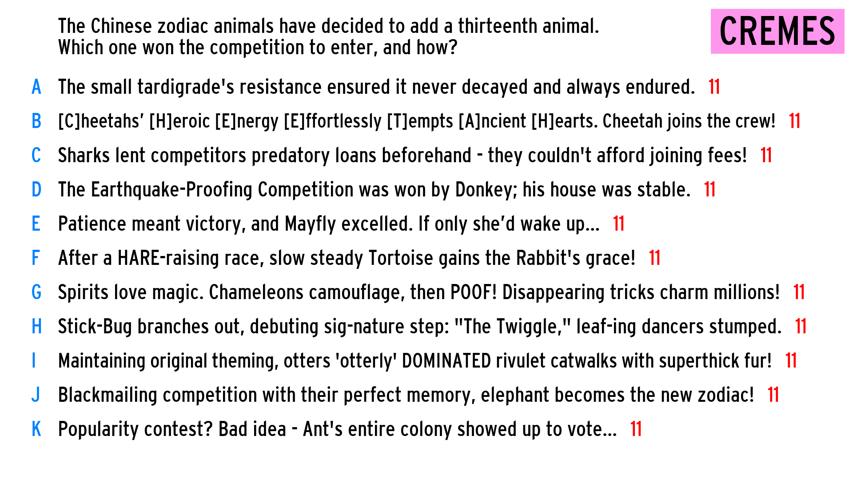 The Chinese zodiac animals have decided to add a thirteenth animal.
Which one won the competition to enter, and how?
CREMES
A The small tardigrade's resistance ensured it never decayed and always endured. 11
B [C]heetahs’ [H]eroic [E]nergy [E]ffortlessly [T]empts [A]ncient [H]earts. Cheetah joins the crew! 11
C Sharks lent competitors predatory loans beforehand - they couldn't afford joining fees! 11
D The Earthquake-Proofing Competition was won by Donkey; his house was stable. 11
E Patience meant victory, and Mayfly excelled. If only she’d wake up... 11
F After a HARE-raising race, slow steady Tortoise gains the Rabbit's grace! 11
G Spirits love magic. Chameleons camouflage, then POOF! Disappearing tricks charm millions! 11
H Stick-Bug branches out, debuting sig-nature step: "The Twiggle," leaf-ing dancers stumped. 11
I Maintaining original theming, otters 'otterly' DOMINATED rivulet catwalks with superthick fur! 11
J Blackmailing competition with their perfect memory, elephant becomes the new zodiac! 11
K Popularity contest? Bad idea - Ant's entire colony showed up to vote... 11